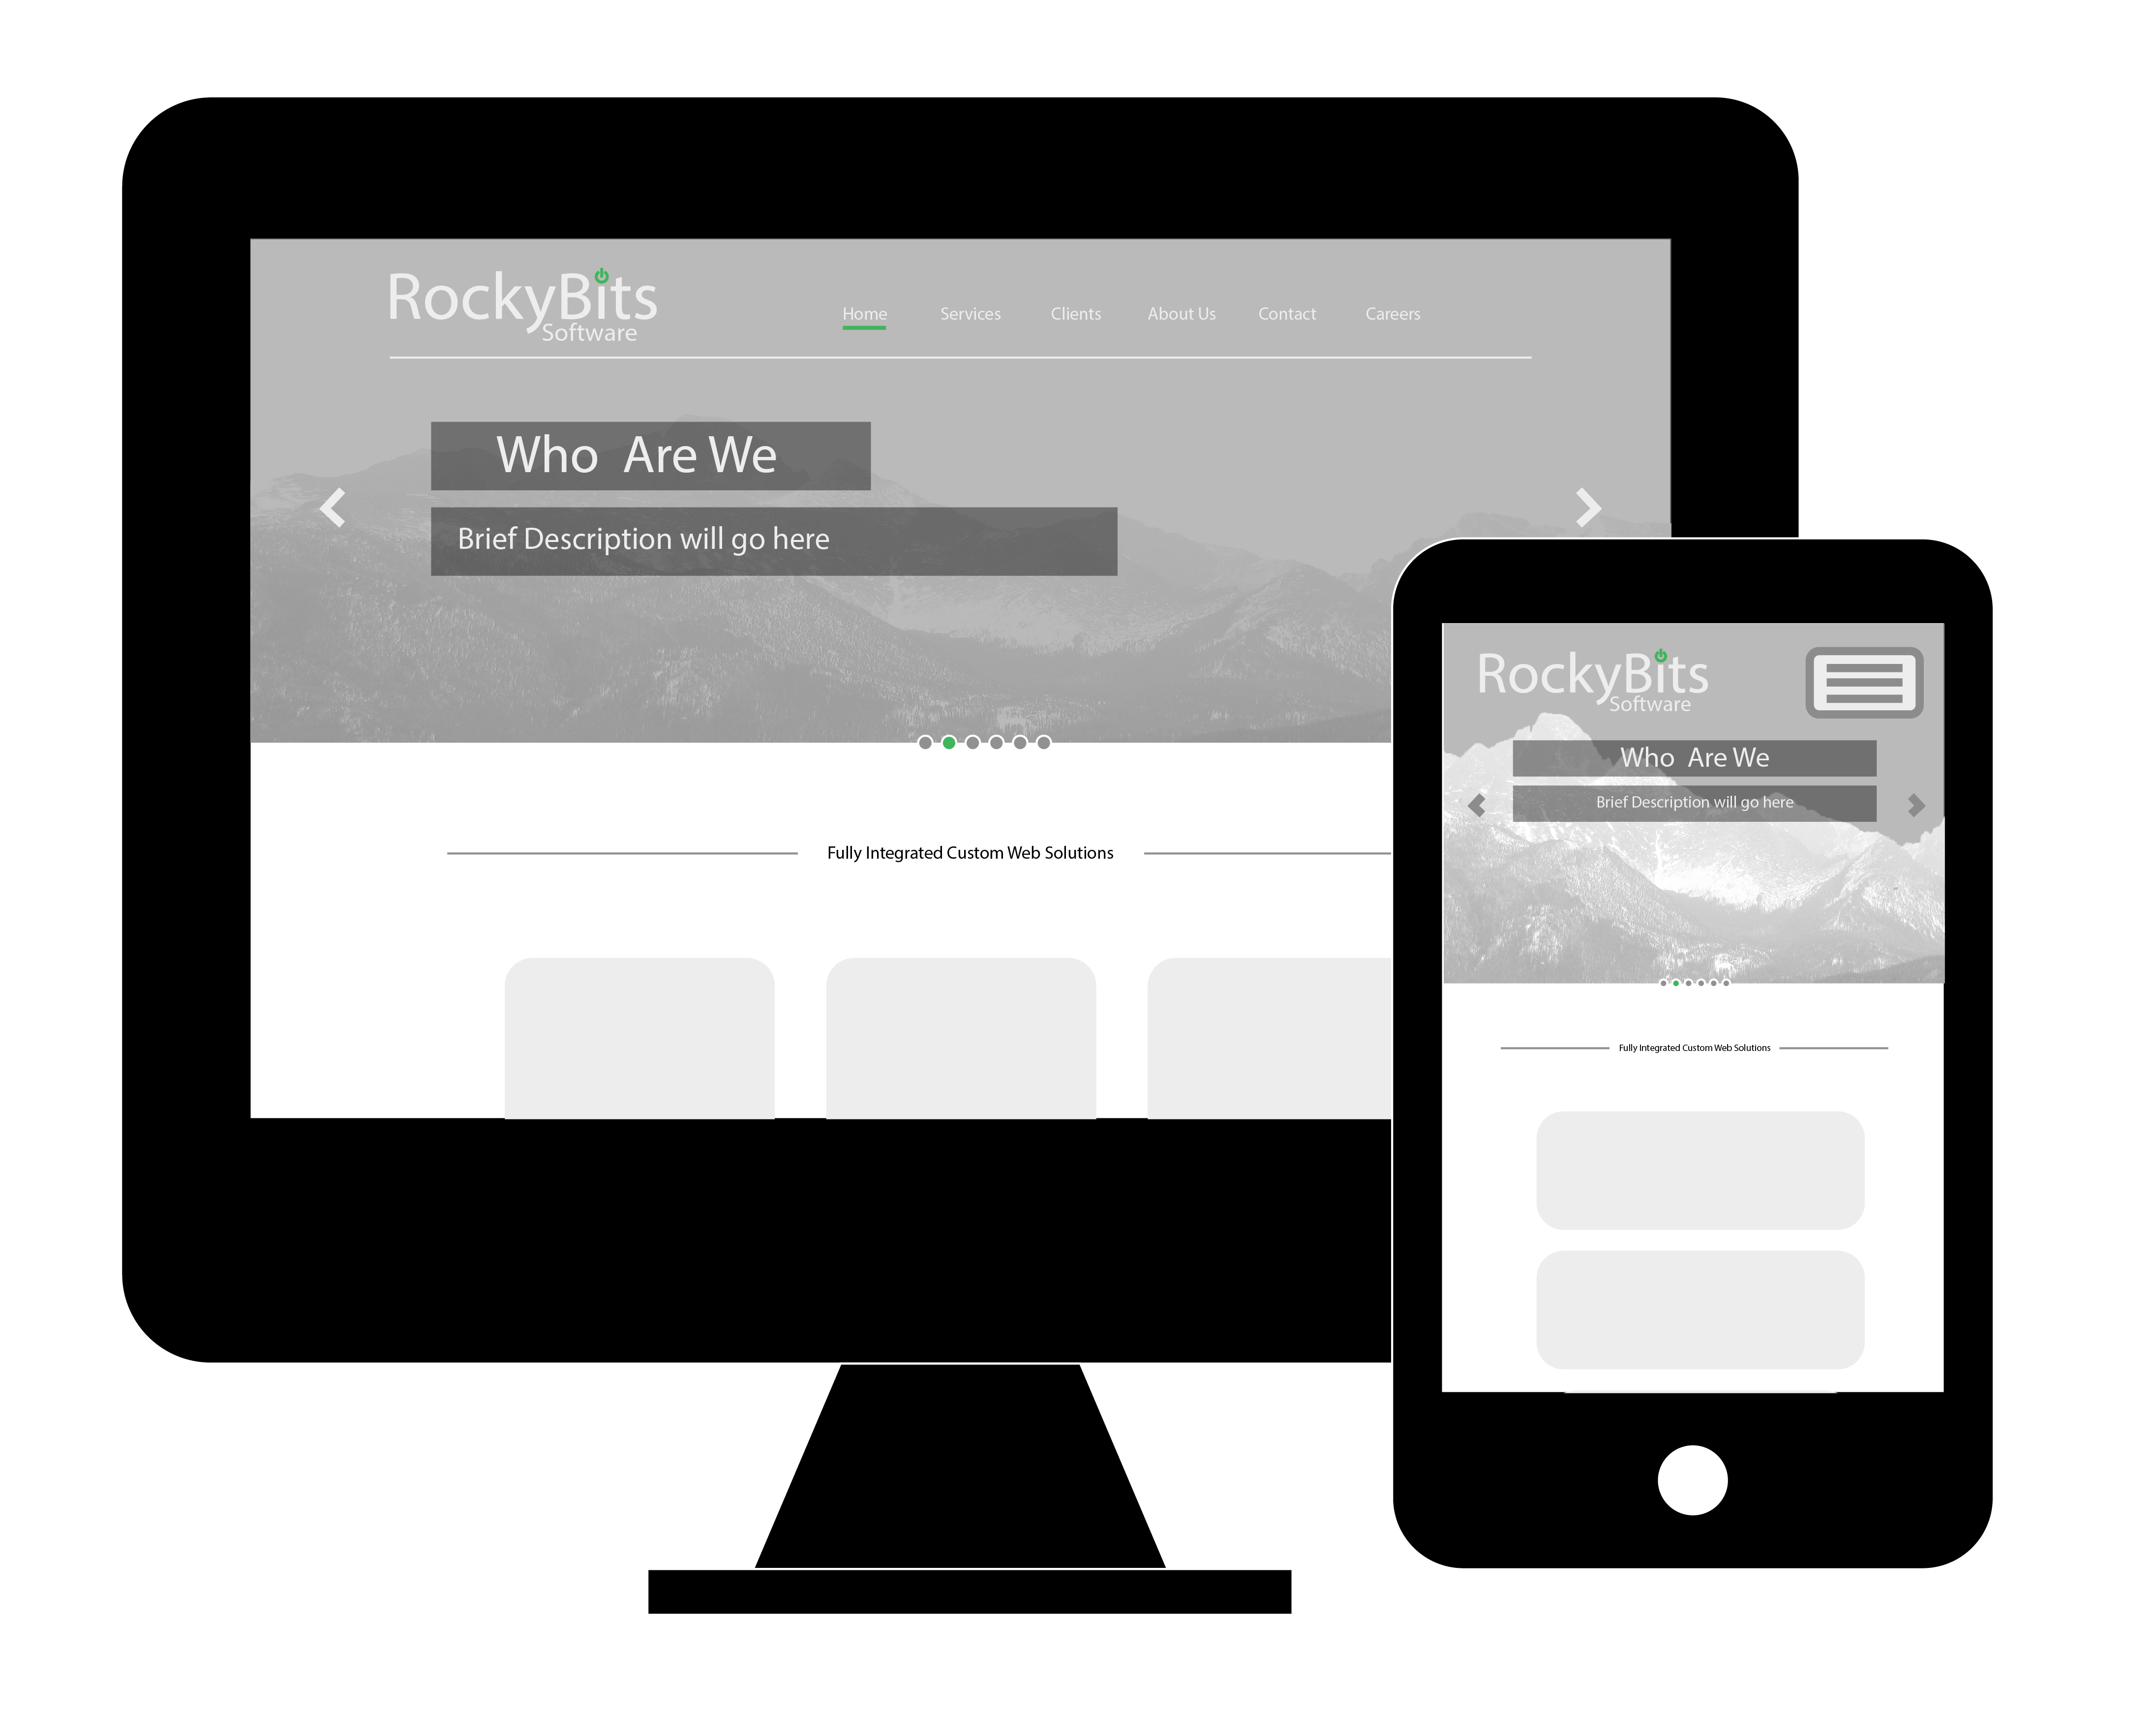 RockyBits
Software
Home Services Clients About Us Contact Careers
Who Are We
Brief Description will go here
Fully Integrated Custom Web Solutions
RockyBits
Software
Who Are We
Brief Description will go here
Fully Integrated Custom Web Solutions